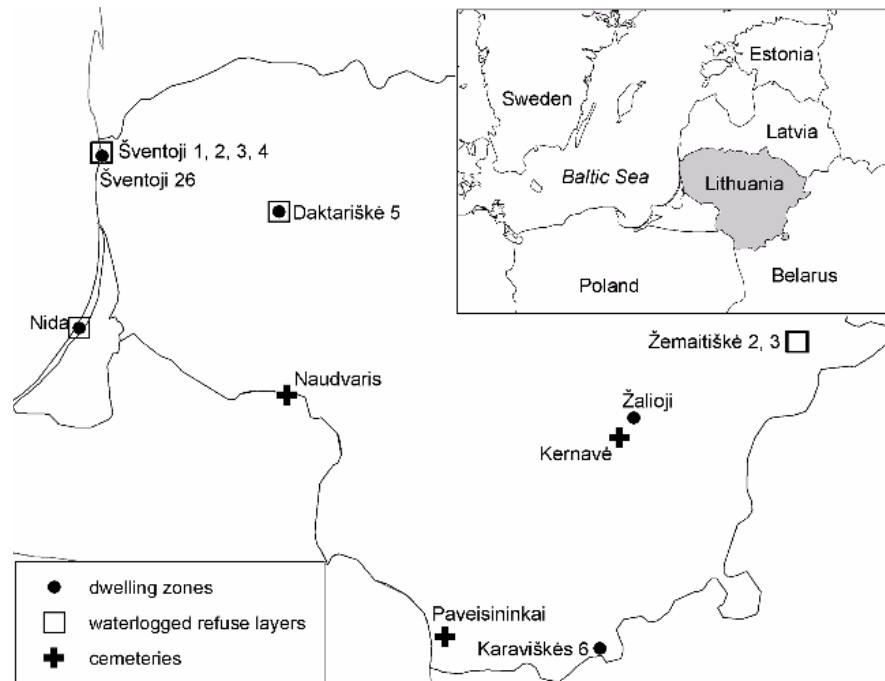 Estonia
Sweden
Latvia
Šventoji 1, 2, 3, 4
Baltic Sea
Lithuania
Šventoji 26
Daktariškė 5
Belarus
Poland
Nida
Žemaitiškė 2, 3
Naudvaris
Žalioji
Kernavė
dwelling zones
waterlogged refuse layers
cemeteries
Paveisininkai
Karaviškės 6